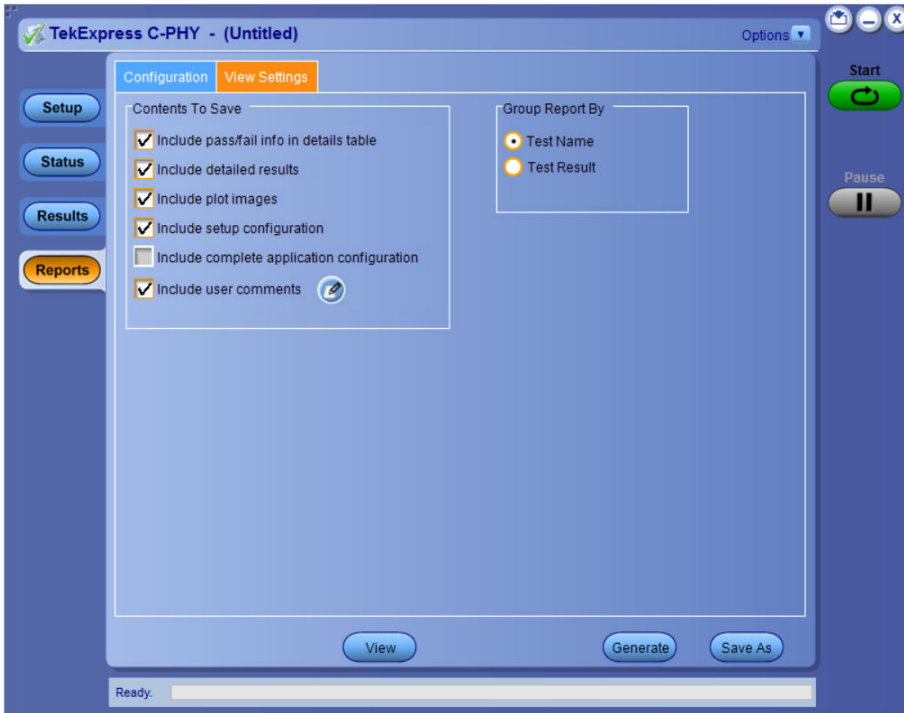 TekExpress C-PHY - (Untitled)
Options
X
Start
Pause
Setup
Status
Results
Reports
Configuration
View Settings
Contents To Save
Include pass/fail info in details table
Include detailed results
Include plot images
Include setup configuration
Include complete application configuration
Include user comments
Group Report By
Test Name
Test Result
View
Generate
Save As
Ready.